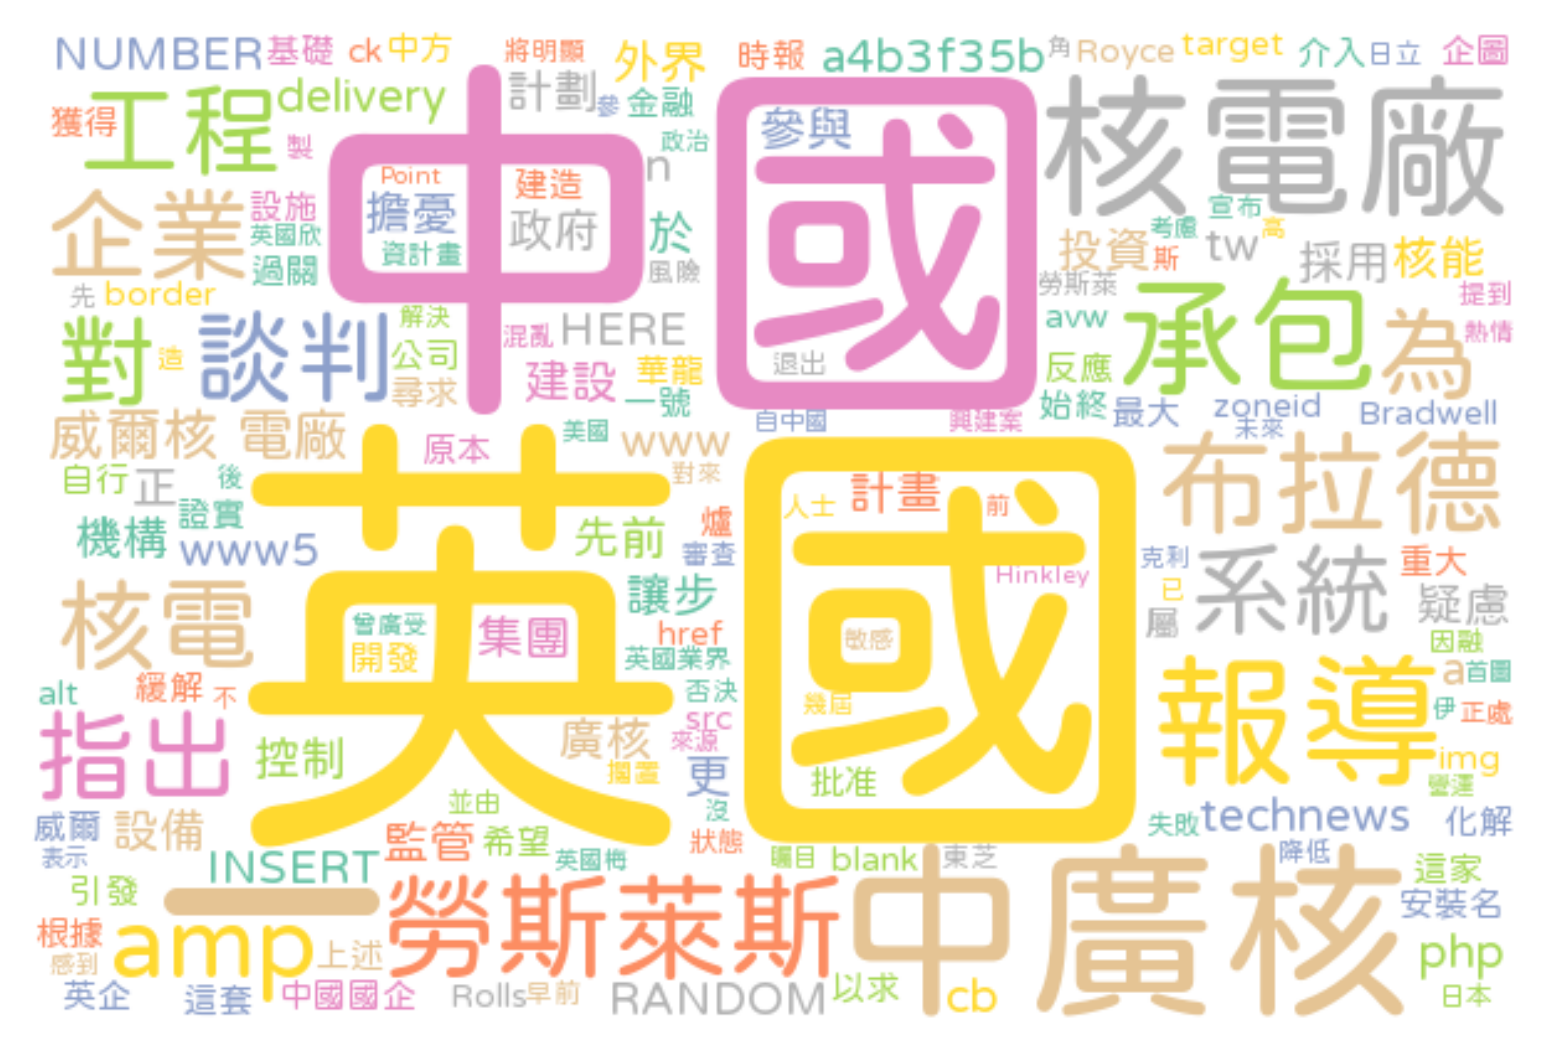 NUMBER 基礎 ck 中方 將明顯 外界 時報 a4b3f35b 角 Royce target 介入 日立 企圖
獲得 工程 delivery 計劃 參 金融 核電廠
製 政治 參與
企業 設施 Point 建造 n 宣布
英國欣 擔憂 政府 於 考慮 高
過關 資計畫 風險 投資 斯 tw 採用 核能
先 border 中國 勞斯萊 提到
對 造 談判 解決 混亂 HERE avw 承包 為 熱情
公司 建設 華龍 退出 反應
尋求 一號 始終 最大 zoneid Bradwell
威爾核 電廠 原本 美國 www 自中國 興建案 未來
自行 正 後 對來 人士 計畫 前 布拉德
機構 證實 www5 先前 爐 審查 克利 系統 重大
核電 讓步 Hinkley 已 疑慮
曾廣受 集團 href 敏感 屬 因融
開發 英國業界 英國
alt 緩解 不 否決 幾屆 報導 a 首圖
指出 控制 廣核 src 伊 正處
擱置 來源 更 批准 img 營運
威爾 設備 並由 沒 失敗 technews 化解
表示 INSERT 監管 希望 英國梅 狀態 矚目 blank 東芝 降低 這家
引發 一 勞斯萊斯 中廣核 安裝名
根據 amp 上述 php
感到
英企 這套 中國國企 Rolls 早前 RANDOM 以求 cb 日本